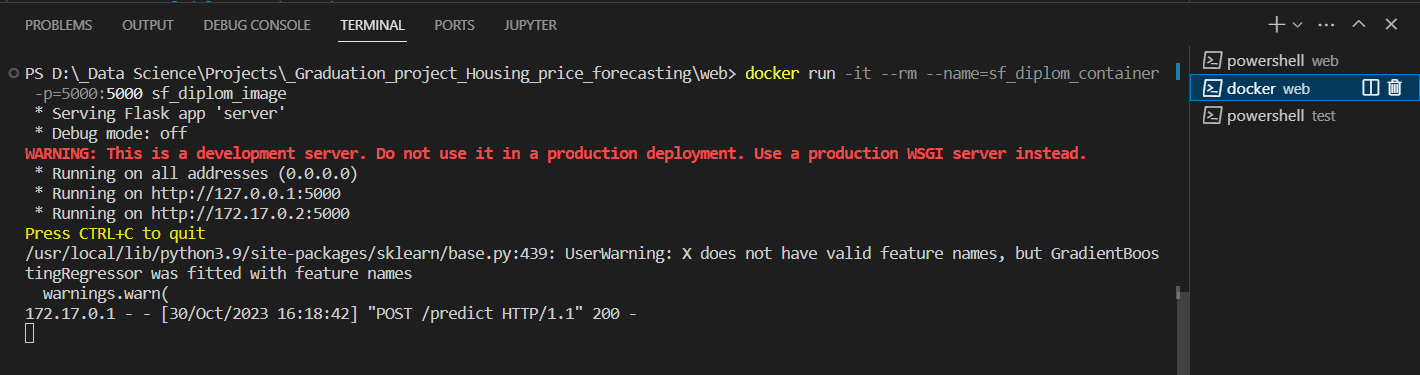 PROBLEMS OUTPUT DEBUG CONSOLE TERMINAL PORTS JUPYTER
PS D:\_Data Science\Projects\_Graduation_project_Housing_price_forecasting\web> docker run -it --rm --name=sf_diplom_container
-p=5000:5000 sf_diplom_image
* Serving Flask app 'server'
* Debug mode: off
WARNING: This is a development server. Do not use it in a production deployment. Use a production WSGI server instead.
* Running on all addresses (0.0.0.0)
* Running on http://127.0.0.1:5000
* Running on http://172.17.0.2:5000
Press CTRL+C to quit
/usr/local/lib/python3.9/site-packages/sklearn/base.py:439: UserWarning: X does not have valid feature names, but GradientBoos
tingRegressor was fitted with feature names
warnings.warn(
172.17.0.1 - - [30/Oct/2023 16:18:42] "POST /predict HTTP/1.1" 200 -
powershell web
docker web
powershell test